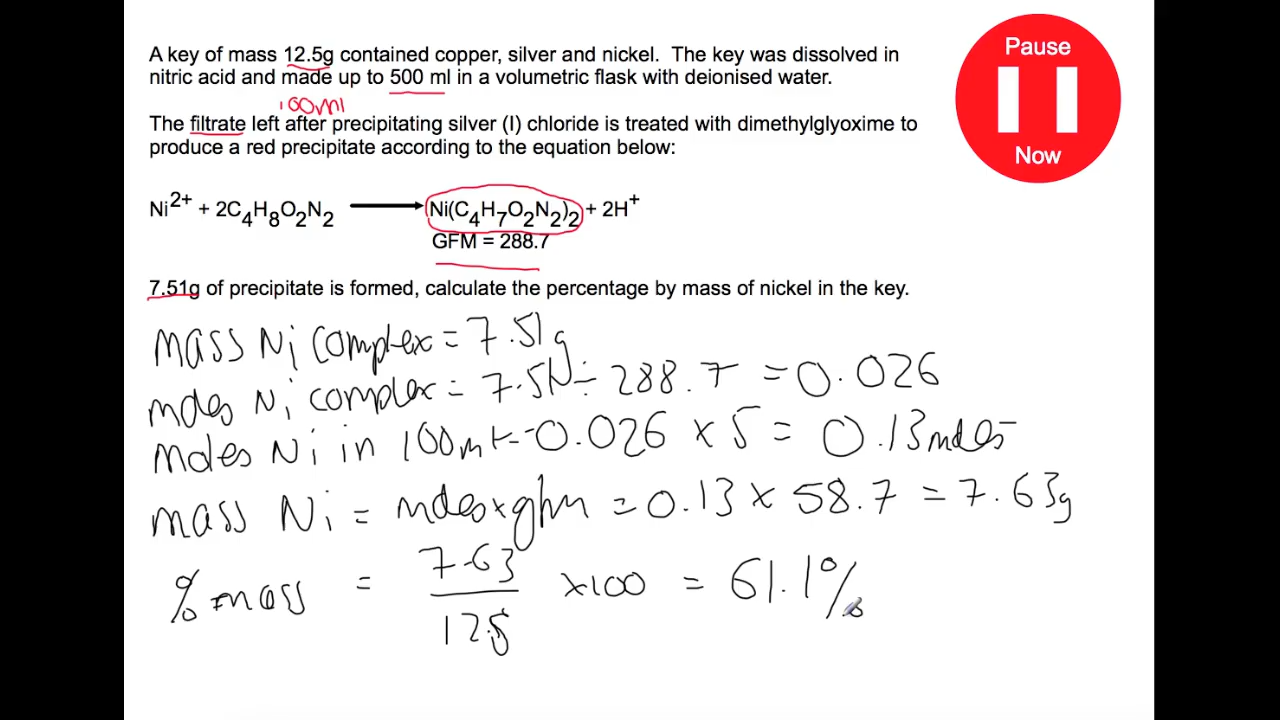 A key of mass 12.5g contained copper, silver and nickel. The key was dissolved in
nitric acid and made up to 500 ml in a volumetric flask with deionised water.
Pause
Now
100ml
The filtrate left after precipitating silver (I) chloride is treated with dimethylglyoxime to
produce a red precipitate according to the equation below:
Ni2+ + 2C4H8O2N2 → Ni(C4H7O2N2)2 + 2H+
GFM = 288.7
7.51g of precipitate is formed, calculate the percentage by mass of nickel in the key.
mass Ni complex = 7.51g
moles Ni complex = 7.51 ÷ 288.7 = 0.026
moles Ni in 100ml = 0.026 × 5 = 0.13 moles
mass Ni = moles × gfm = 0.13 × 58.7 = 7.63g
% mass = 7.63
12.5
×100 = 61.1%